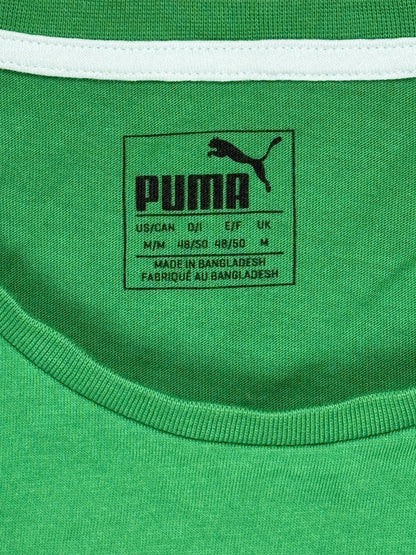 PUMA
US/CAN D/I E/F UK
M/M 48/50 48/50 M
MADE IN BANGLADESH
FABRIQUÉ AU BANGLADESH